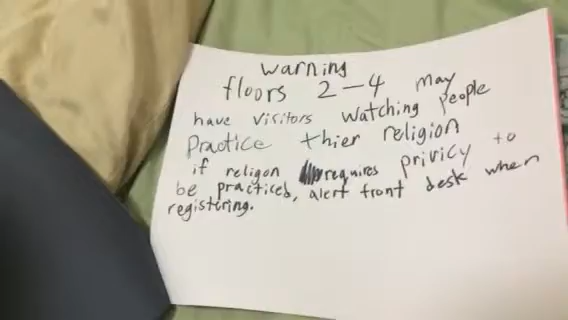 warning
floors 2-4 may
have visitors watching people
practice thier religion
if religon requires privicy to
be practiced, alert front desk when
registering.